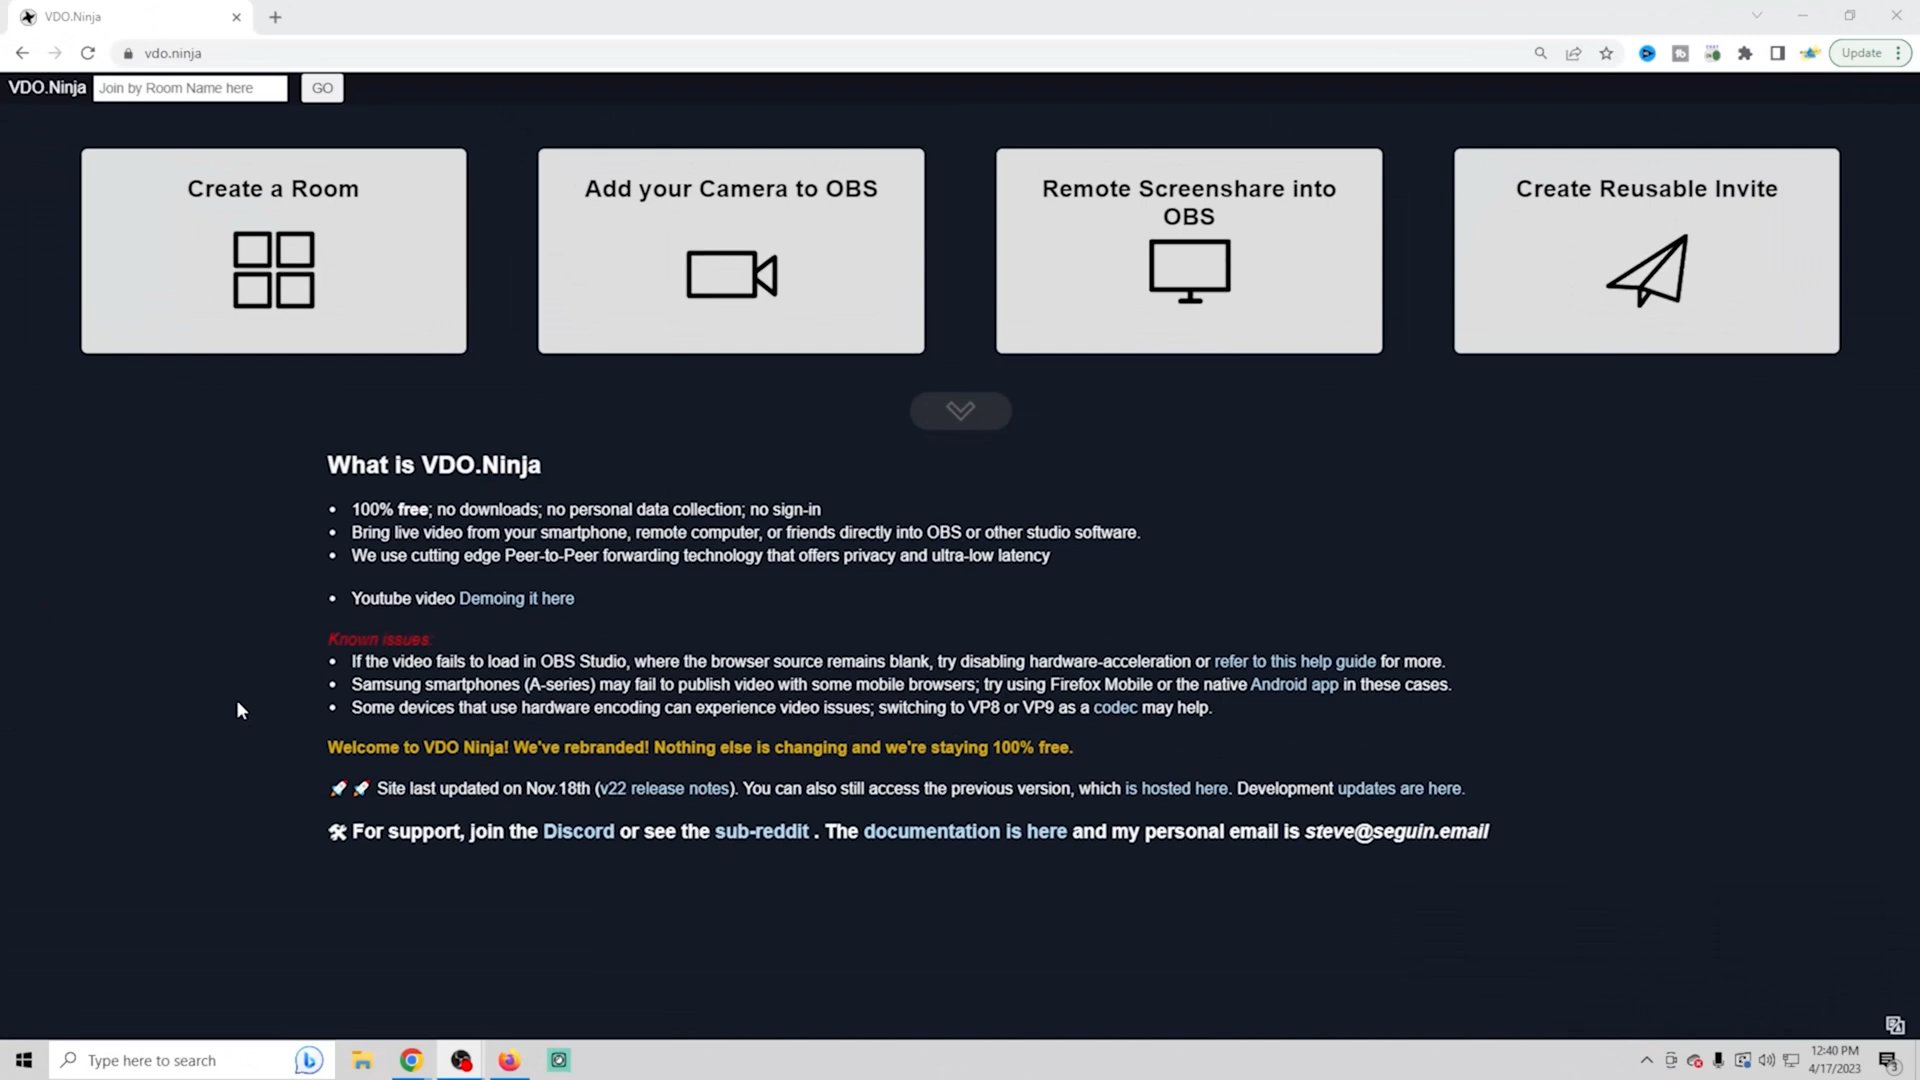 VDO.Ninja
vdo.ninja
Update
VDO.Ninja Join by Room Name here GO
Create a Room
Add your Camera to OBS
Remote Screenshare into
OBS
Create Reusable Invite
What is VDO.Ninja
• 100% free; no downloads; no personal data collection; no sign-in
• Bring live video from your smartphone, remote computer, or friends directly into OBS or other studio software.
• We use cutting edge Peer-to-Peer forwarding technology that offers privacy and ultra-low latency
• Youtube video Demoing it here
Known issues:
• If the video fails to load in OBS Studio, where the browser source remains blank, try disabling hardware-acceleration or refer to this help guide for more.
• Samsung smartphones (A-series) may fail to publish video with some mobile browsers; try using Firefox Mobile or the native Android app in these cases.
• Some devices that use hardware encoding can experience video issues; switching to VP8 or VP9 as a codec may help.
Welcome to VDO Ninja! We've rebranded! Nothing else is changing and we're staying 100% free.
🚀 🚀 Site last updated on Nov.18th (v22 release notes). You can also still access the previous version, which is hosted here. Development updates are here.
🛠 For support, join the Discord or see the sub-reddit . The documentation is here and my personal email is steve@seguin.email
Type here to search
12:40 PM
4/17/2023
3